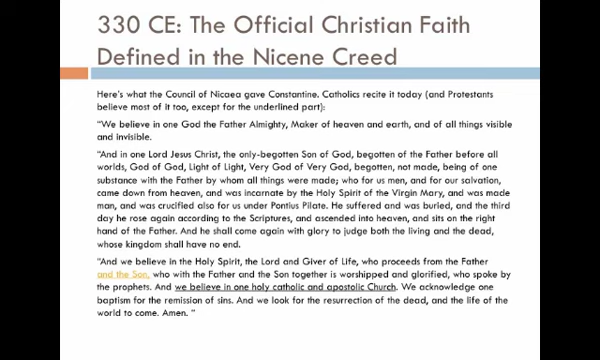 330 CE: The Official Christian Faith
Defined in the Nicene Creed
Here's what the Council of Nicaea gave Constantine. Catholics recite it today (and Protestants
believe most of it too, except for the underlined part):
"We believe in one God the Father Almighty, Maker of heaven and earth, and of all things visible
and invisible.
"And in one Lord Jesus Christ, the only-begotten Son of God, begotten of the Father before all
worlds, God of God, Light of Light, Very God of Very God, begotten, not made, being of one
substance with the Father by whom all things were made; who for us men, and for our salvation,
came down from heaven, and was incarnate by the Holy Spirit of the Virgin Mary, and was made
man, and was crucified also for us under Pontius Pilate. He suffered and was buried, and the third
day he rose again according to the Scriptures, and ascended into heaven, and sits on the right
hand of the Father. And he shall come again with glory to judge both the living and the dead,
whose kingdom shall have no end.
"And we believe in the Holy Spirit, the Lord and Giver of Life, who proceeds from the Father
and the Son, who with the Father and the Son together is worshipped and glorified, who spoke by
the prophets. And we believe in one holy catholic and apostolic Church. We acknowledge one
baptism for the remission of sins. And we look for the resurrection of the dead, and the life of the
world to come. Amen. "